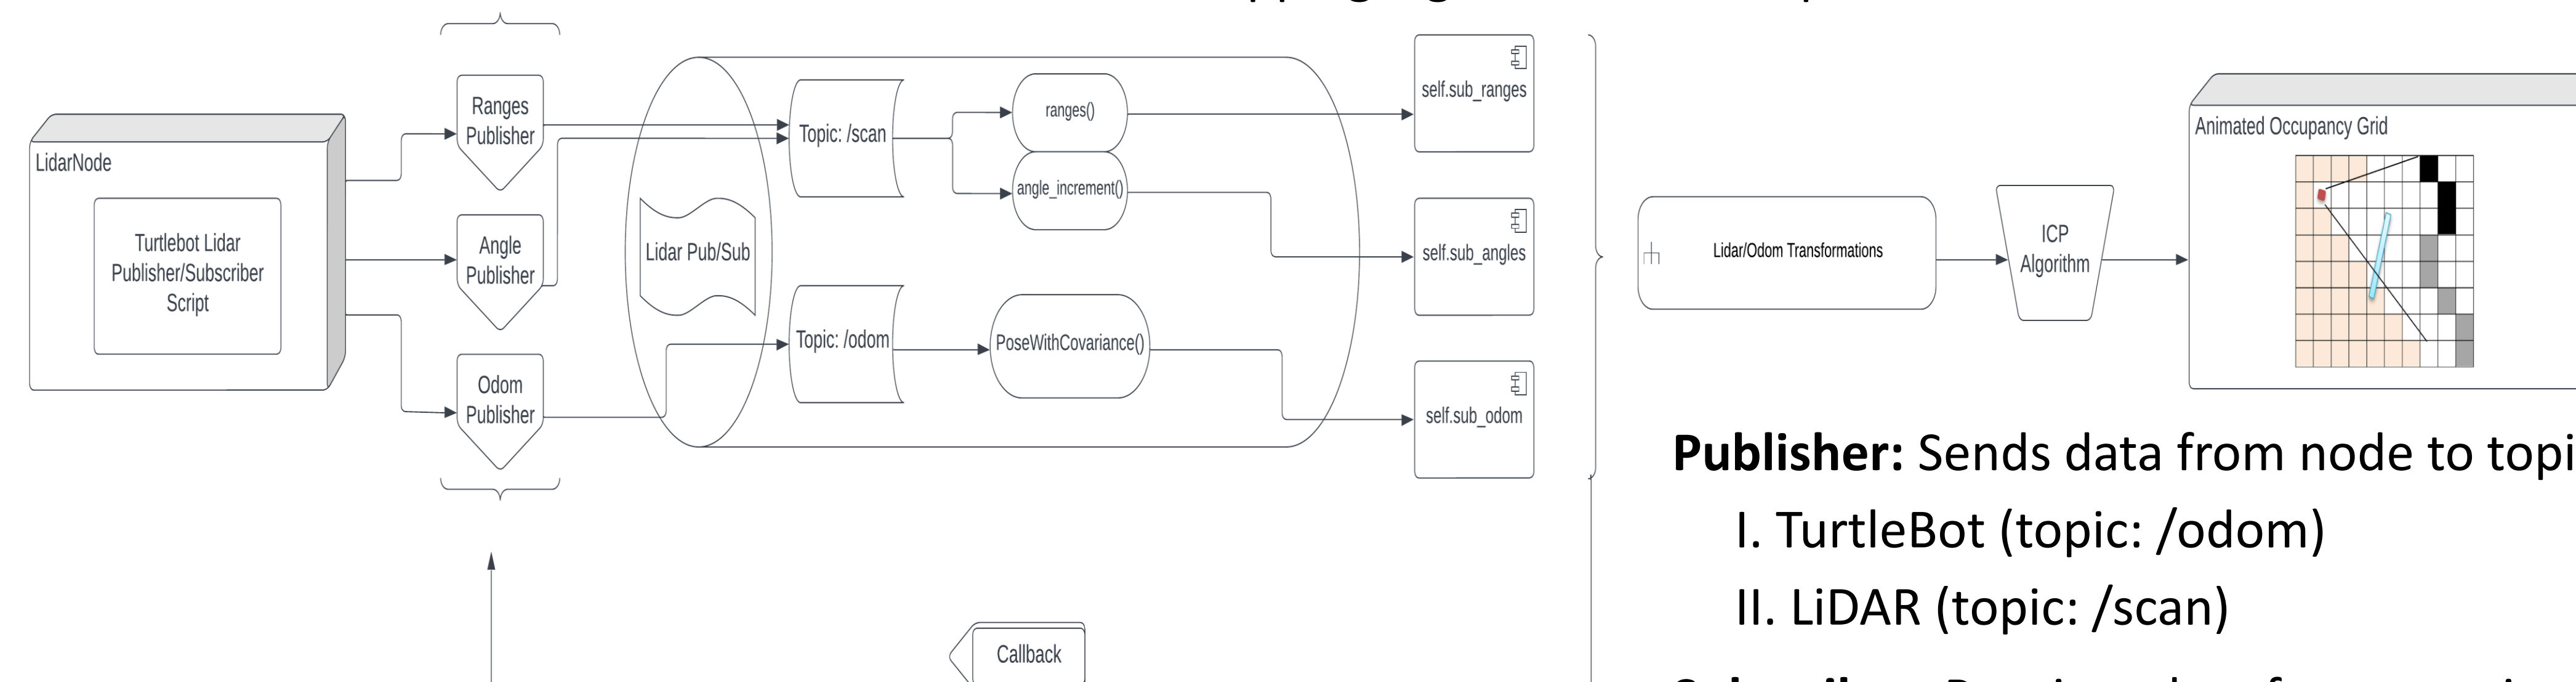 LidarNode
Turtlebot Lidar
Publisher/Subscriber
Script
Ranges
Publisher
Angle
Publisher
Odom
Publisher
Lidar Pub/Sub
Topic: /scan
ranges()
angle_increment()
Topic: /odom
PoseWithCovariance()
self.sub_ranges
self.sub_angles
self.sub_odom
Lidar/Odom Transformations
ICP
Algorithm
Animated Occupancy Grid
Callback
Publisher: Sends data from node to topi
I. TurtleBot (topic: /odom)
II. LiDAR (topic: /scan)